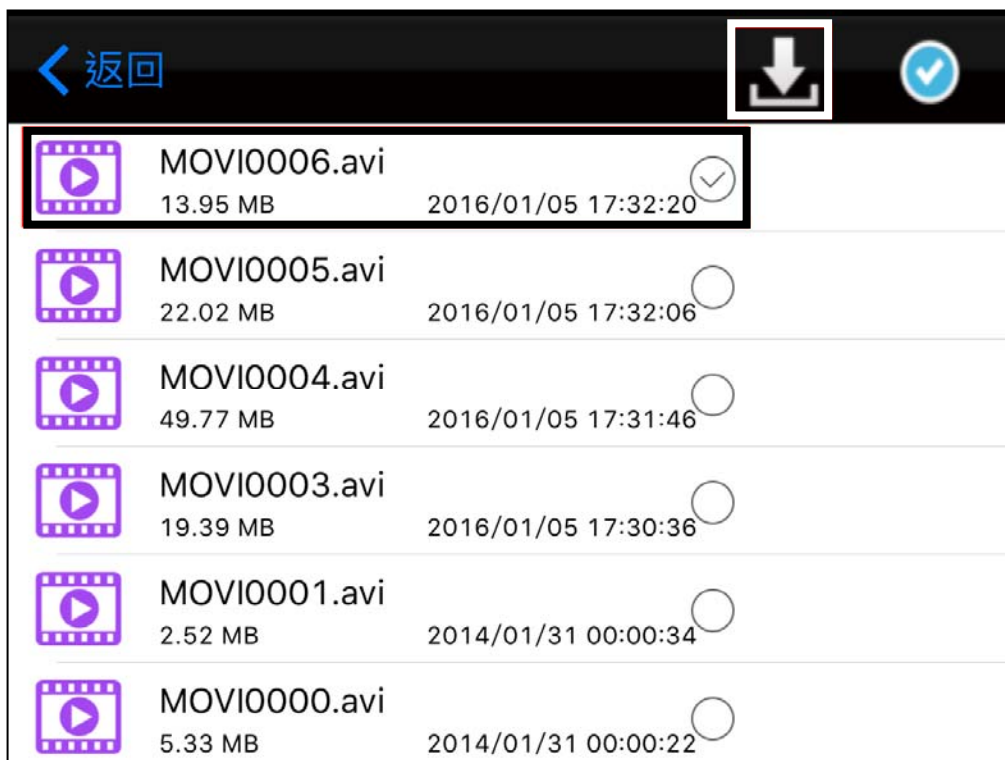 返回
MOVI0006.avi
13.95 MB 2016/01/05 17:32:20
MOVI0005.avi
22.02 MB 2016/01/05 17:32:06
MOVI0004.avi
49.77 MB 2016/01/05 17:31:46
MOVI0003.avi
19.39 MB 2016/01/05 17:30:36
MOVI0001.avi
2.52 MB 2014/01/31 00:00:34
MOVI0000.avi
5.33 MB 2014/01/31 00:00:22